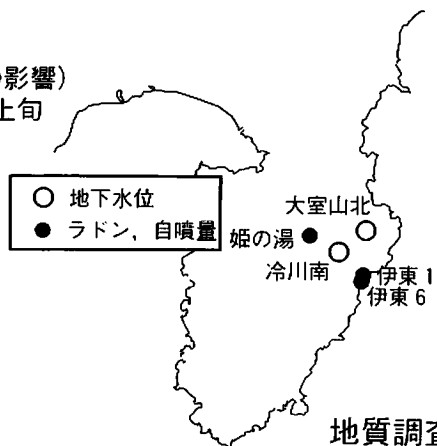 影響)
上旬
○ 地下水位
● ラドン, 自噴量
大室山北
姫の湯
冷川南
伊東1
伊東6
地質調査